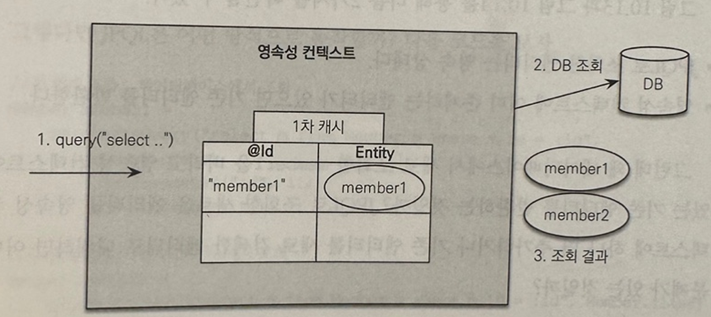 영속성 컨텍스트
2. DB 조회
DB
1차 캐시
1. query("select ..")
@Id
Entity
"member1"
member1
member1
member2
3. 조회 결과